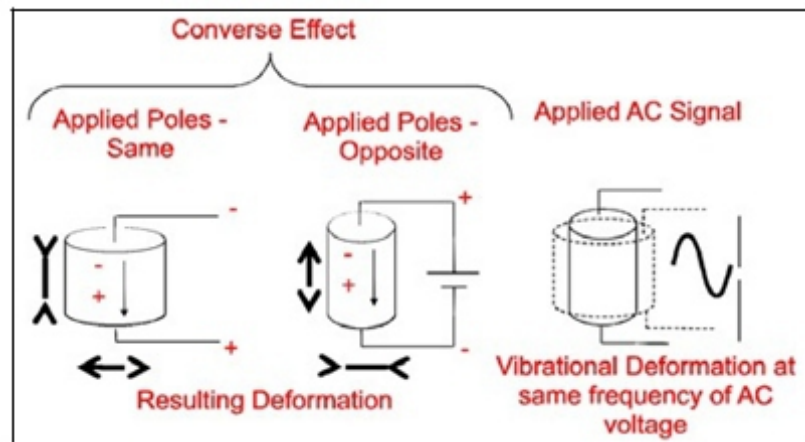 Converse Effect
Applied Poles -
Same
Applied Poles -
Opposite
Applied AC Signal
-
-
+
+
+
-
+
-
Resulting Deformation
Vibrational Deformation at
same frequency of AC
voltage